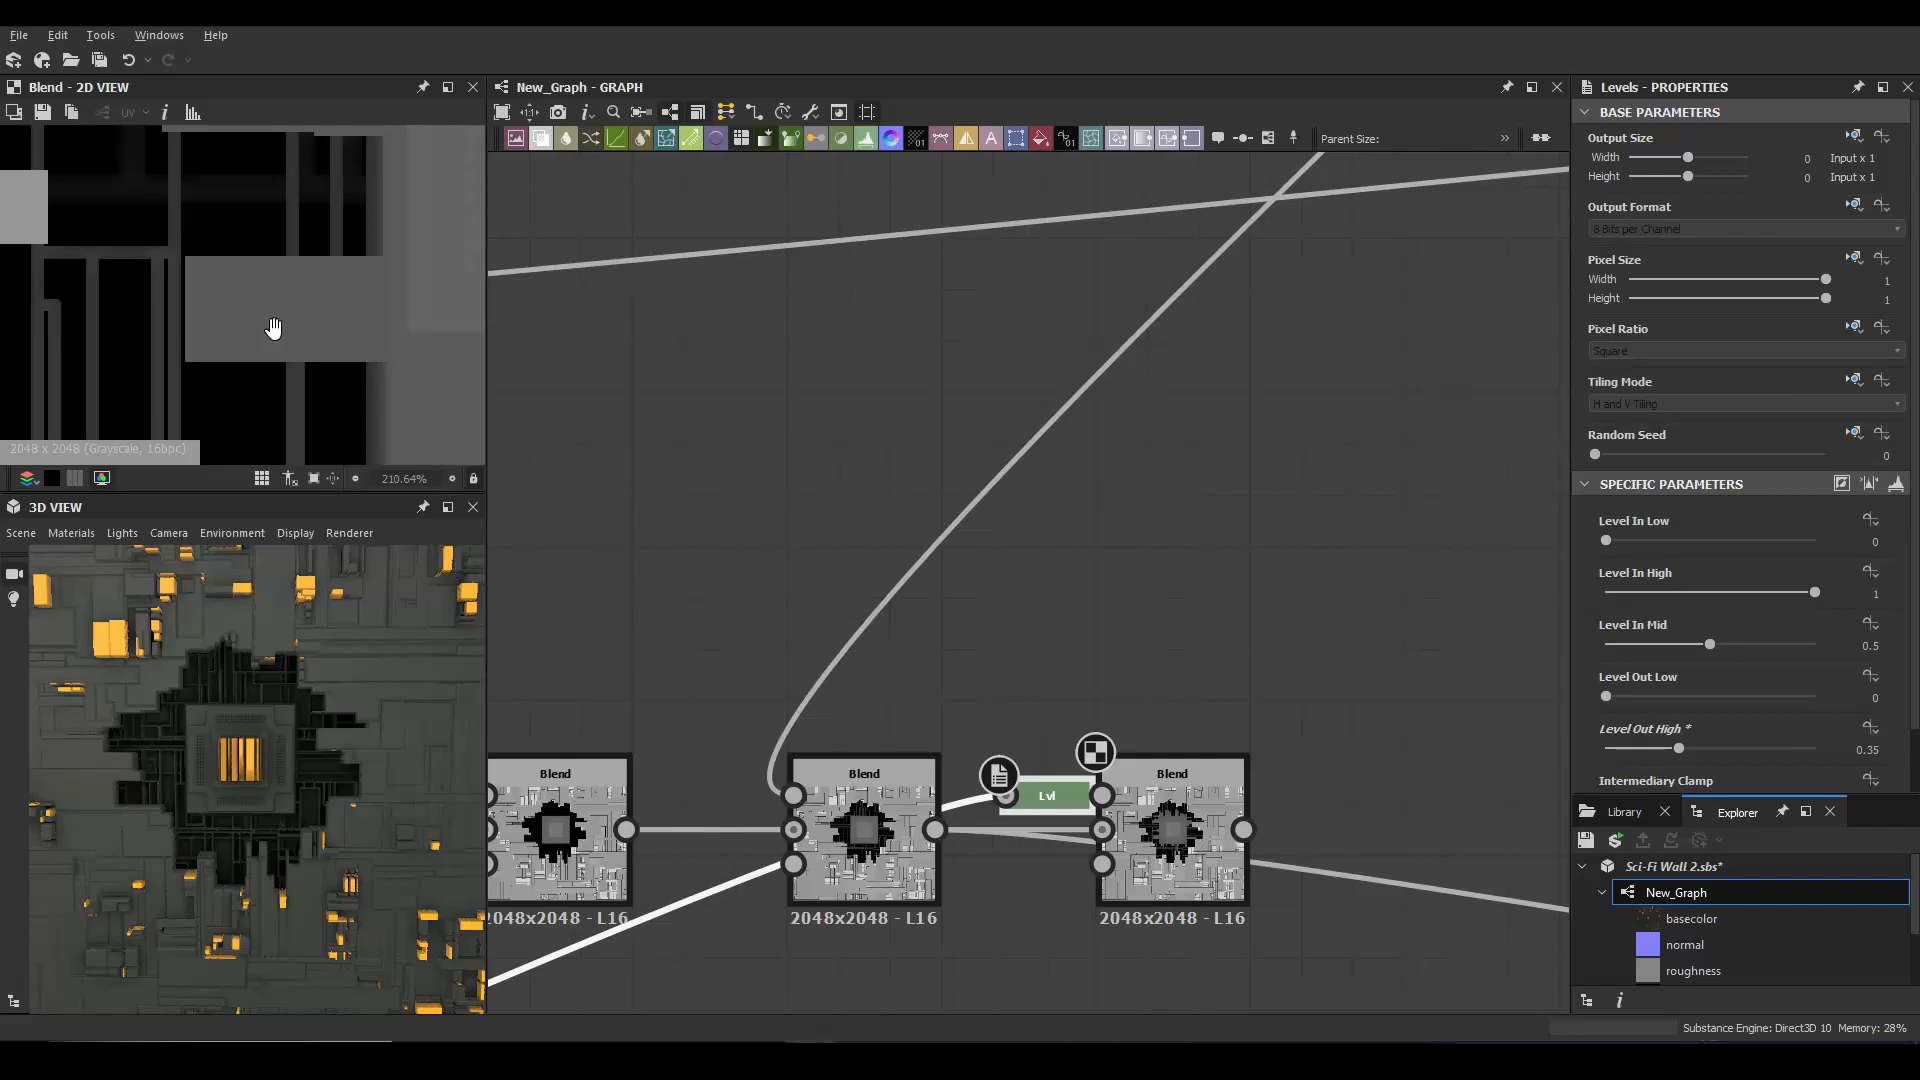 File Edit Tools Windows Help
Blend - 2D VIEW
UV
2048 x 2048 (Grayscale, 16bpc)
210.64%
3D VIEW
Scene Materials Lights Camera Environment Display Renderer
New_Graph - GRAPH
Parent Size:
Blend
2048x2048 - L16
Blend
2048x2048 - L16
Lvl
Blend
2048x2048 - L16
Levels - PROPERTIES
BASE PARAMETERS
Output Size
Width 0 Input x 1
Height 0 Input x 1
Output Format
8 Bits per Channel
Pixel Size
Width 1
Height 1
Pixel Ratio
Square
Tiling Mode
H and V Tiling
Random Seed
0
SPECIFIC PARAMETERS
Level In Low
0
Level In High
1
Level In Mid
0.5
Level Out Low
0
Level Out High *
0.35
Intermediary Clamp
Library Explorer
Sci-Fi Wall 2.sbs*
New_Graph
basecolor
normal
roughness
Substance Engine: Direct3D 10 Memory: 28%